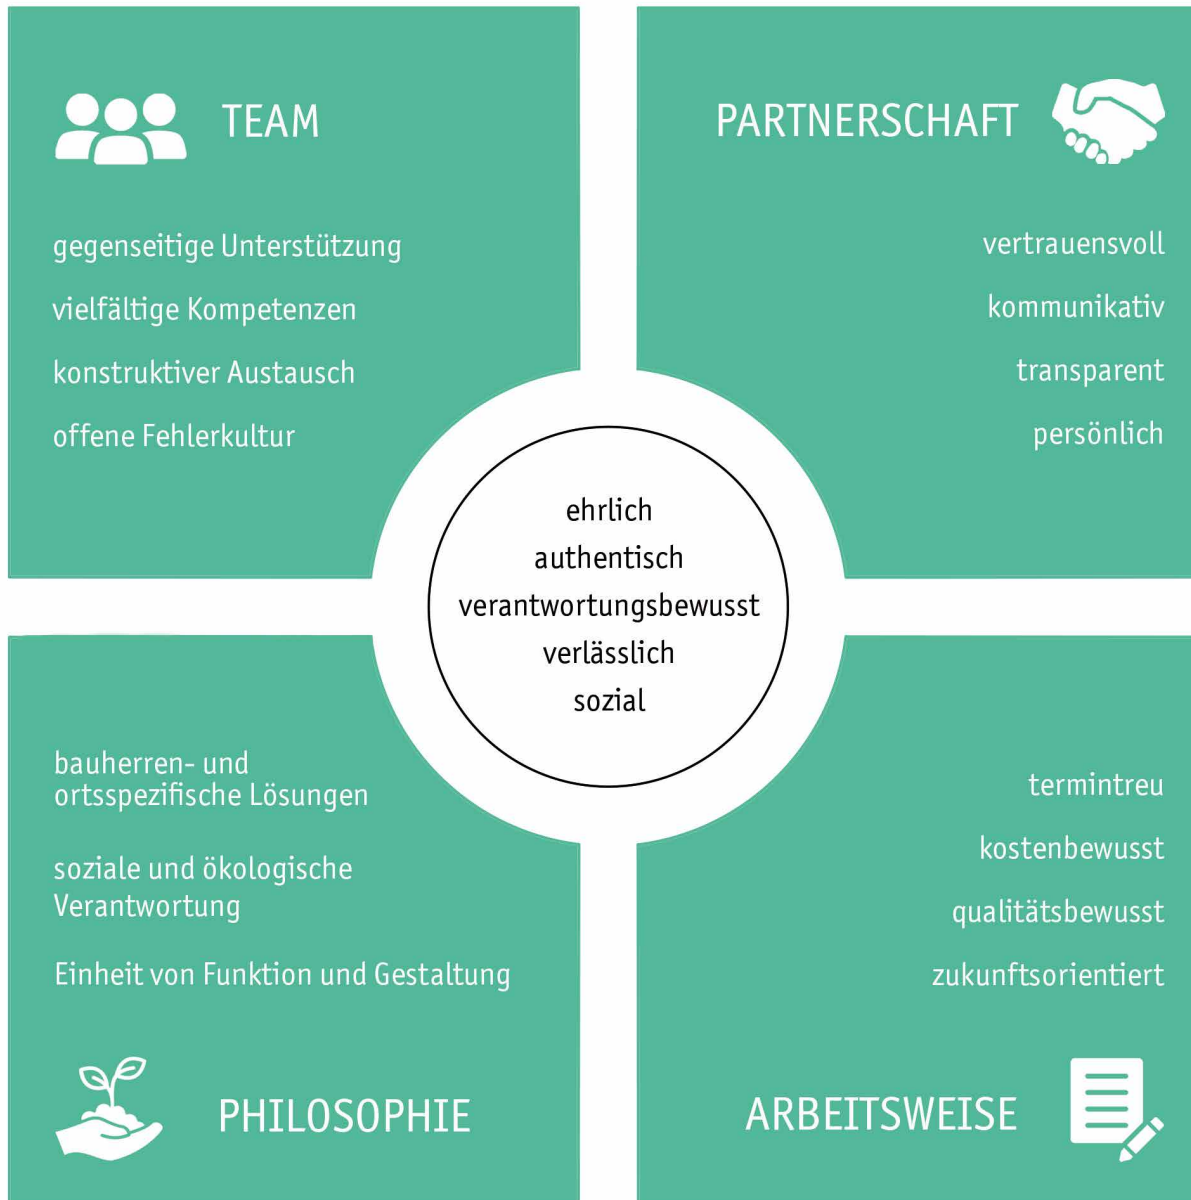 TEAM
gegenseitige Unterstützung
vielfältige Kompetenzen
konstruktiver Austausch
offene Fehlerkultur
PARTNERSCHAFT
vertrauensvoll
kommunikativ
transparent
persönlich
ehrlich
authentisch
verantwortungsbewusst
verlässlich
sozial
bauherren- und
ortsspezifische Lösungen
soziale und ökologische
Verantwortung
Einheit von Funktion und Gestaltung
PHILOSOPHIE
termintreu
kostenbewusst
qualitätsbewusst
zukunftsorientiert
ARBEITSWEISE